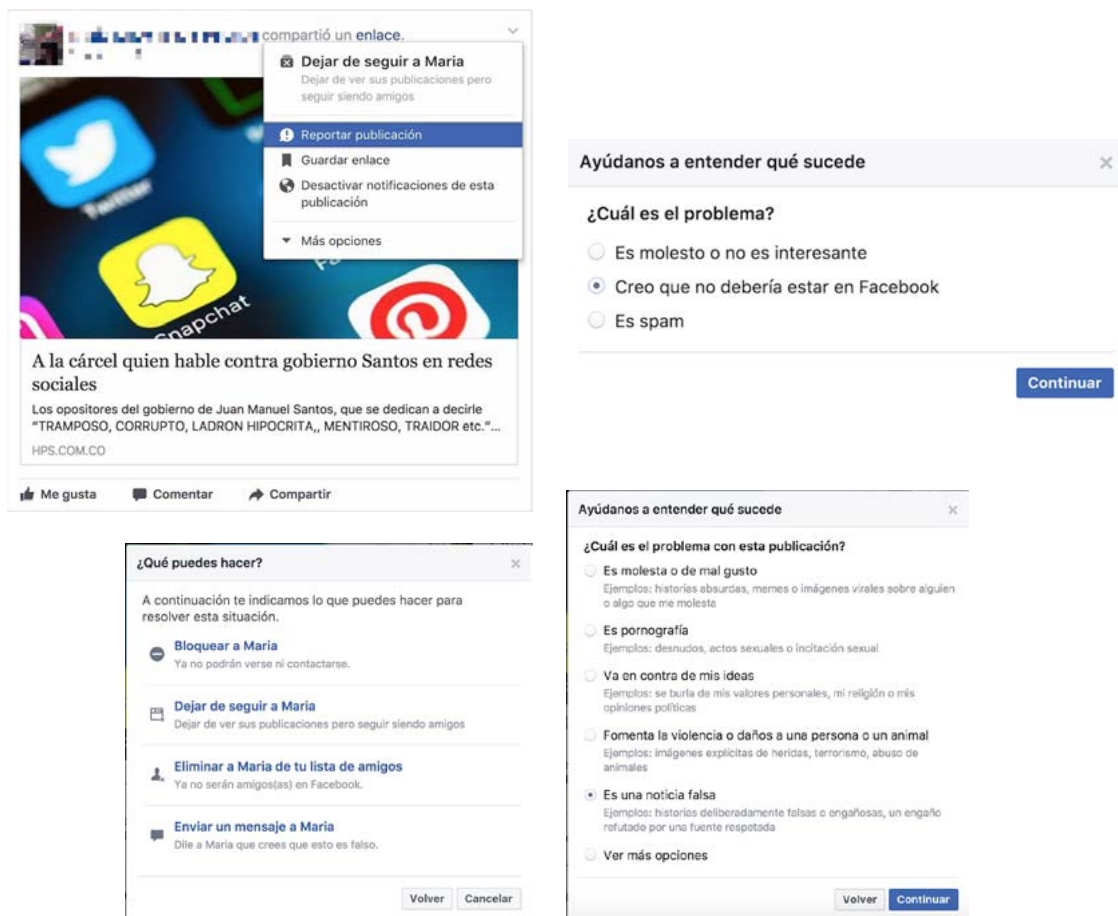 compartió un enlace.
Dejar de seguir a Maria
Dejar de ver sus publicaciones pero
seguir siendo amigos
Reportar publicación
Guardar enlace
Desactivar notificaciones de esta
publicación
Más opciones
Twitter
Snapchat
A la cárcel quien hable contra gobierno Santos en redes
sociales
Los opositores del gobierno de Juan Manuel Santos, que se dedican a decirle
"TRAMPOSO, CORRUPTO, LADRON HIPOCRITA,, MENTIROSO, TRAIDOR etc."...
HPS.COM.CO
Me gusta
Comentar
Compartir
Ayúdanos a entender qué sucede
¿Cuál es el problema?
Es molesto o no es interesante
Creo que no debería estar en Facebook
Es spam
Continuar
¿Qué puedes hacer?
A continuación te indicamos lo que puedes hacer para
resolver esta situación.
Bloquear a Maria
Ya no podrán verse ni contactarse.
Dejar de seguir a Maria
Dejar de ver sus publicaciones pero seguir siendo amigos
Eliminar a Maria de tu lista de amigos
Ya no serán amigos(as) en Facebook.
Enviar un mensaje a Maria
Dile a Maria que crees que esto es falso.
Volver
Cancelar
Ayúdanos a entender qué sucede
¿Cuál es el problema con esta publicación?
Es molesta o de mal gusto
Ejemplos: historias absurdas, memes o imágenes virales sobre alguien
o algo que me molesta
Es pornografía
Ejemplos: desnudos, actos sexuales o incitación sexual
Va en contra de mis ideas
Ejemplos: se burla de mis valores personales, mi religión o mis
opiniones políticas
Fomenta la violencia o daños a una persona o un animal
Ejemplos: imágenes explícitas de heridas, terrorismo, abuso de
animales
Es una noticia falsa
Ejemplos: historias deliberadamente falsas o engañosas, un engaño
refutado por una fuente respetada
Ver más opciones
Volver
Continuar